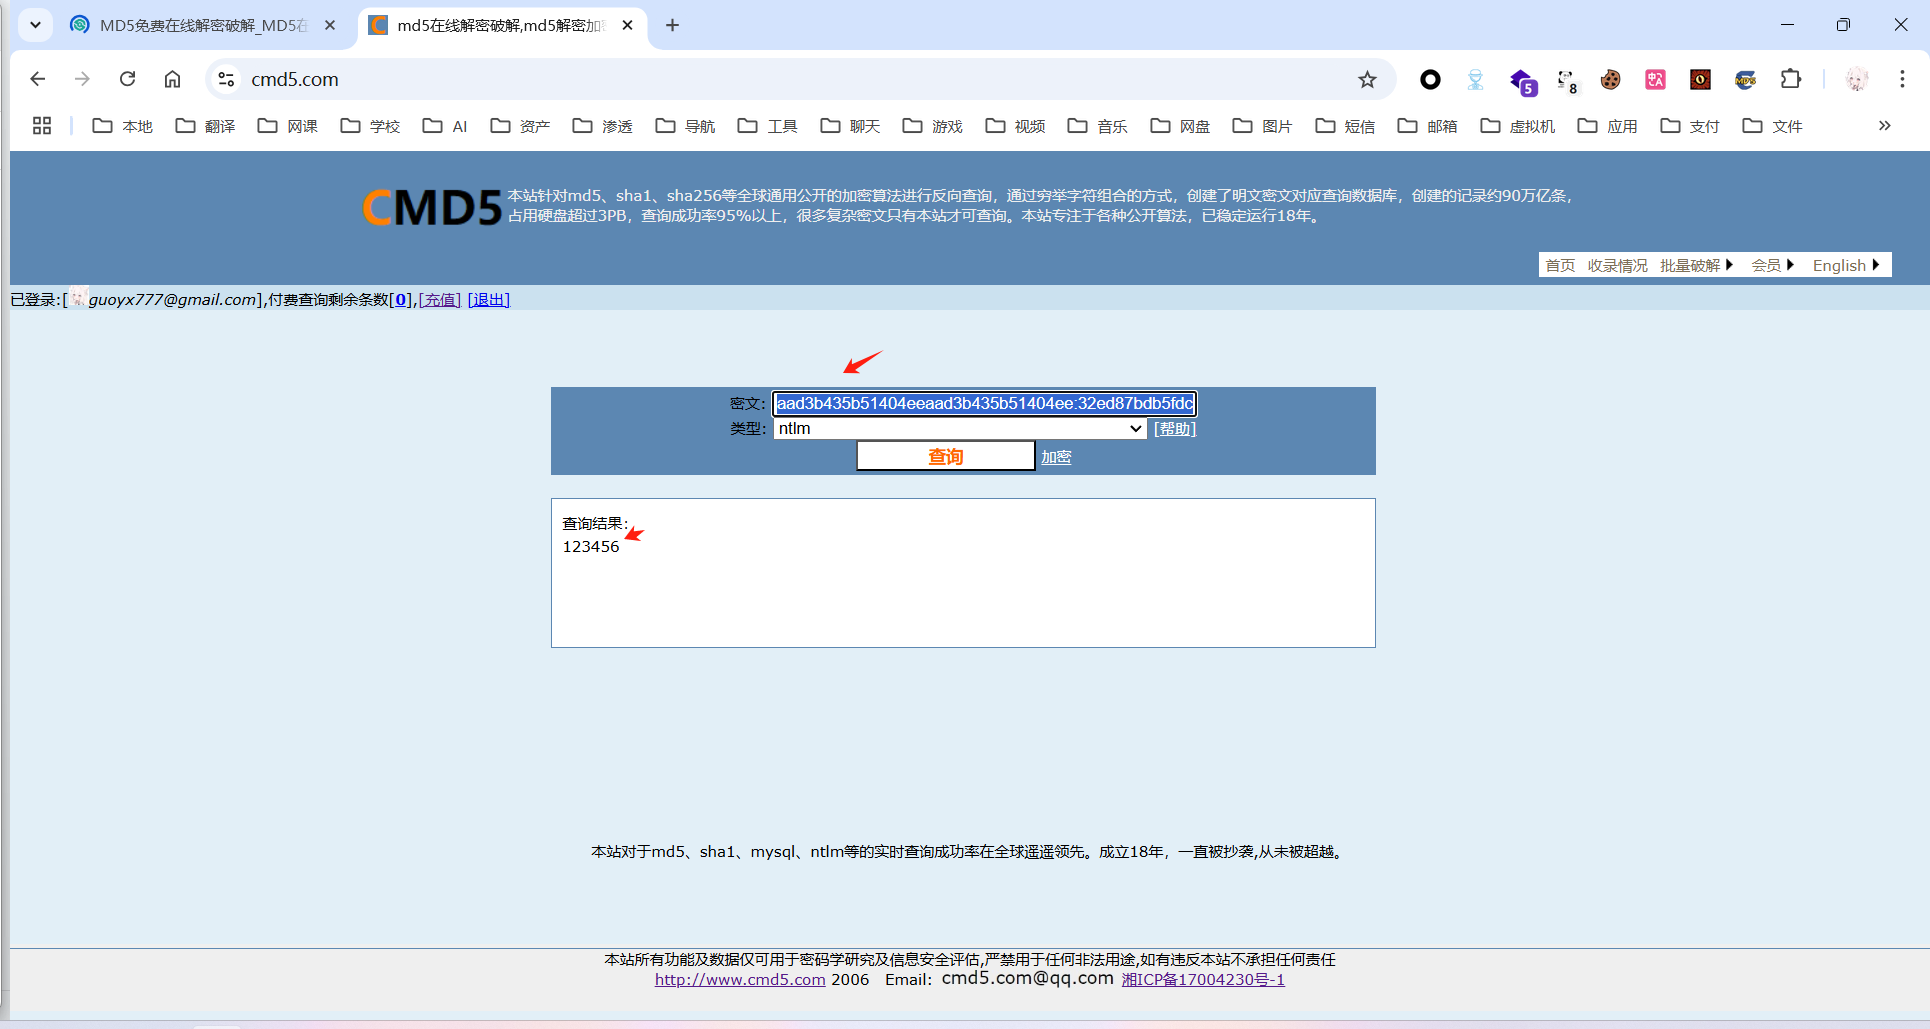 MD5免费在线解密破解_MD5在
md5在线解密破解,md5解密加密
cmd5.com
5
8
MD5
本地 翻译 网课 学校 AI 资产 渗透 导航 工具 聊天 游戏 视频 音乐 网盘 图片 短信 邮箱 虚拟机 应用 支付 文件
CMD5
本站针对md5、sha1、sha256等全球通用公开的加密算法进行反向查询，通过穷举字符组合的方式，创建了明文密文对应查询数据库，创建的记录约90万亿条，
占用硬盘超过3PB，查询成功率95%以上，很多复杂密文只有本站才可查询。本站专注于各种公开算法，已稳定运行18年。
首页 收录情况 批量破解 会员 English
已登录:[guoyx777@gmail.com],付费查询剩余条数[0],[充值] [退出]
密文: aad3b435b51404eeaad3b435b51404ee:32ed87bdb5fdc
类型: ntlm [帮助]
查询 加密
查询结果:
123456
本站对于md5、sha1、mysql、ntlm等的实时查询成功率在全球遥遥领先。成立18年，一直被抄袭,从未被超越。
本站所有功能及数据仅可用于密码学研究及信息安全评估,严禁用于任何非法用途,如有违反本站不承担任何责任
http://www.cmd5.com 2006 Email: cmd5.com@qq.com 湘ICP备17004230号-1